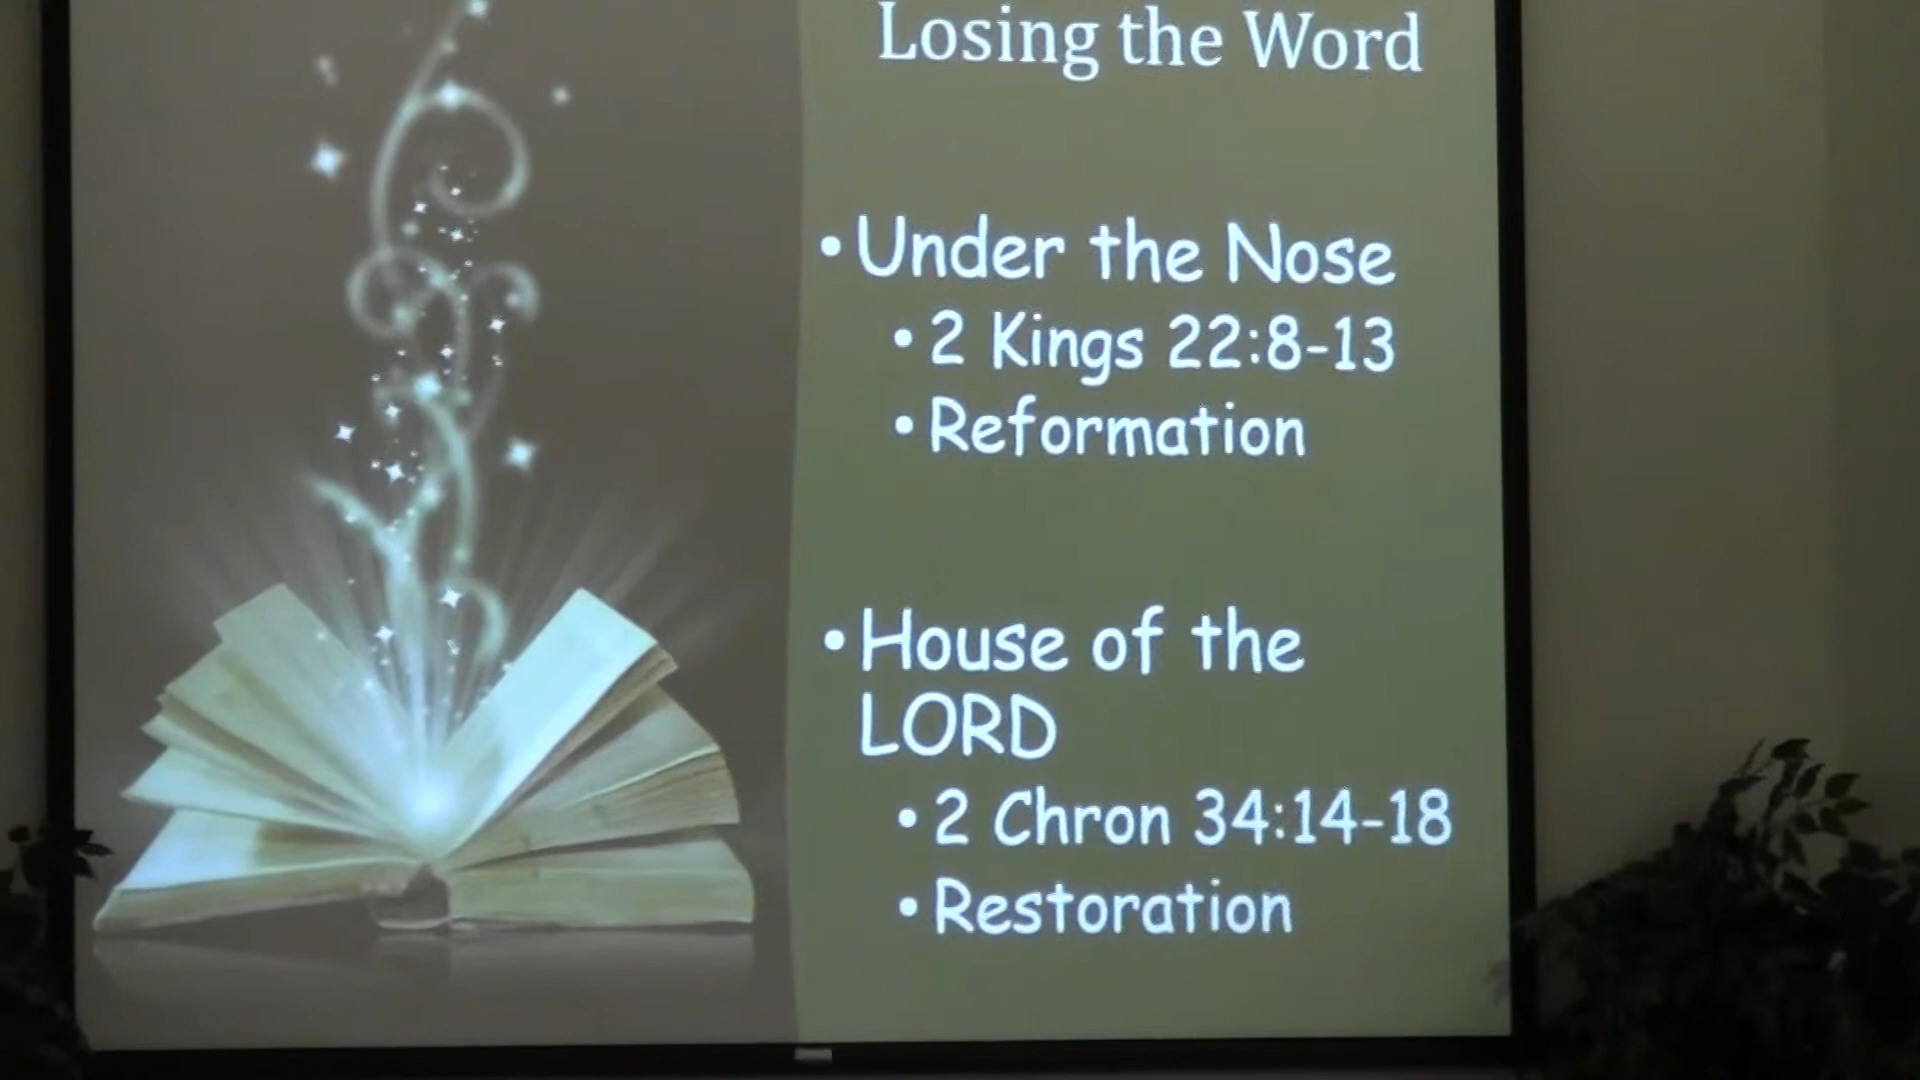 Losing the Word
• Under the Nose
• 2 Kings 22:8-13
• Reformation
• House of the
LORD
• 2 Chron 34:14-18
• Restoration